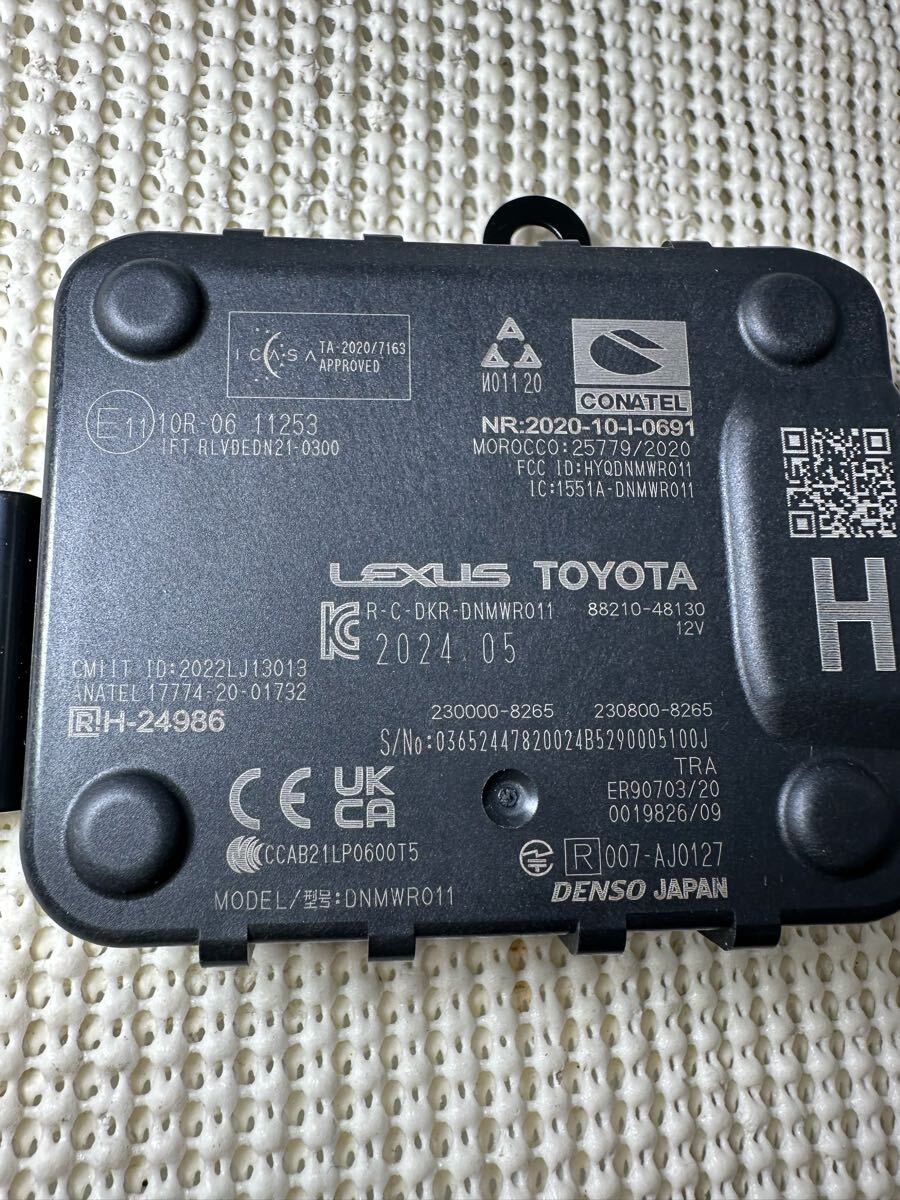 ICASA TA-2020/7163
APPROVED
И011 20
CONATEL
NR:2020-10-I-0691
E11 10R-06 11253
IFT RLVDEDN21-0300
MOROCCO:25779/2020
FCC ID:HYQDNMWR011
IC:1551A-DNMWR011
LEXUS TOYOTA
R-C-DKR-DNMWR011 88210-48130
12V
2024.05
H
CMIIT ID:2022LJ13013
ANATEL 17774-20-01732
R H-24986
230000-8265 230800-8265
S/No:03652447820024B5290005100J
TRA
ER90703/20
0019826/09
CE UK
CA
CCAB21LP0600T5
R 007-AJ0127
MODEL/型号:DNMWR011
DENSO JAPAN